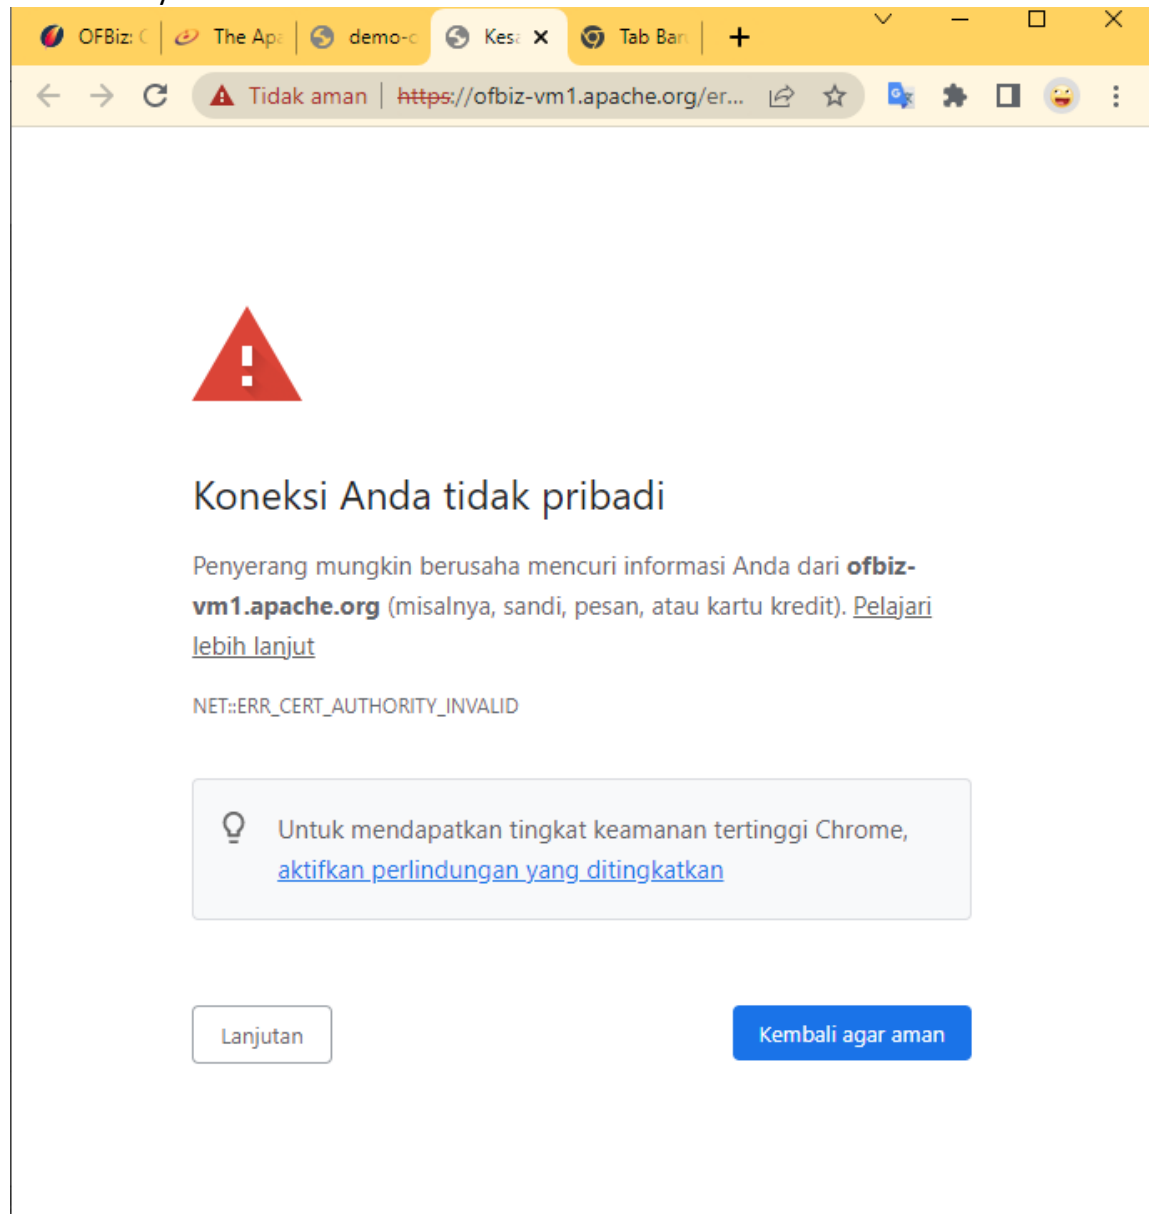 OFBiz:
The Apa
demo-c
Kesa
Tab Bar
Tidak aman
https://ofbiz-vm1.apache.org/er...
Koneksi Anda tidak pribadi
Penyerang mungkin berusaha mencuri informasi Anda dari ofbiz-
vm1.apache.org (misalnya, sandi, pesan, atau kartu kredit). Pelajari
lebih lanjut
NET::ERR_CERT_AUTHORITY_INVALID
Untuk mendapatkan tingkat keamanan tertinggi Chrome,
aktifkan perlindungan yang ditingkatkan
Lanjutan
Kembali agar aman